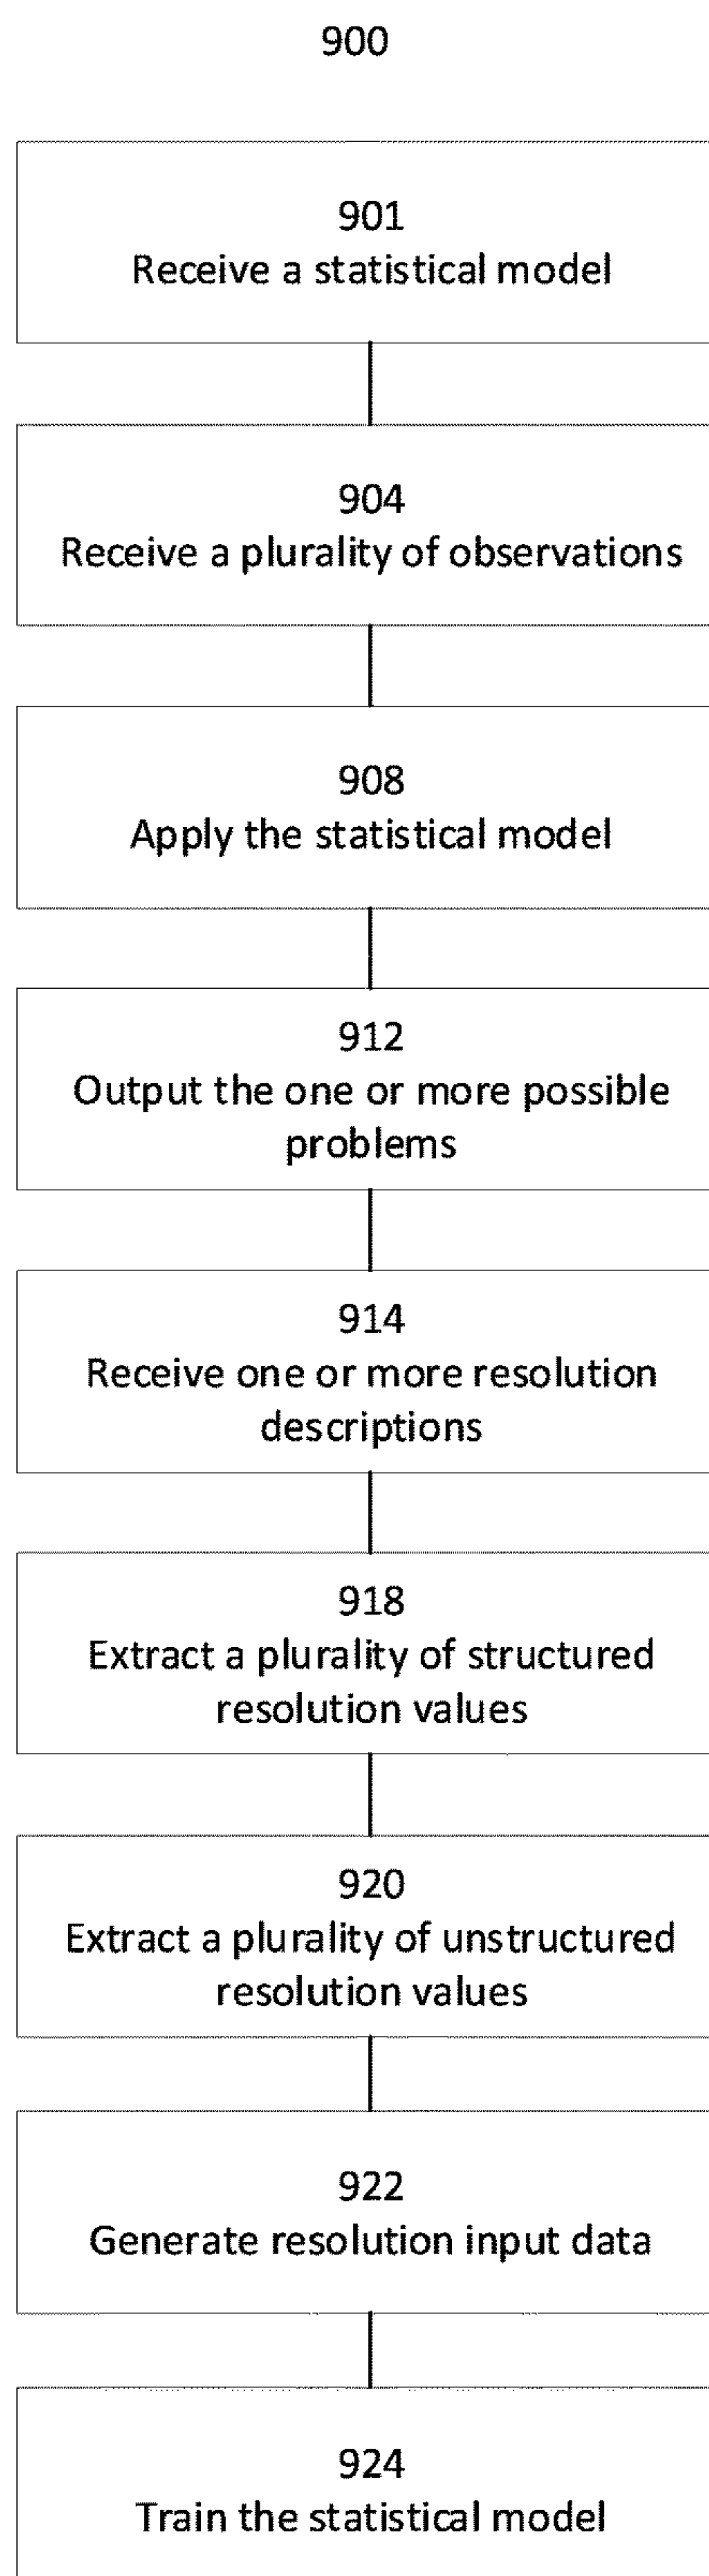 900
901
Receive a statistical model
904
Receive a plurality of observations
908
Apply the statistical model
912
Output the one or more possible
problems
914
Receive one or more resolution
descriptions
918
Extract a plurality of structured
resolution values
920
Extract a plurality of unstructured
resolution values
922
Generate resolution input data
924
Train the statistical model